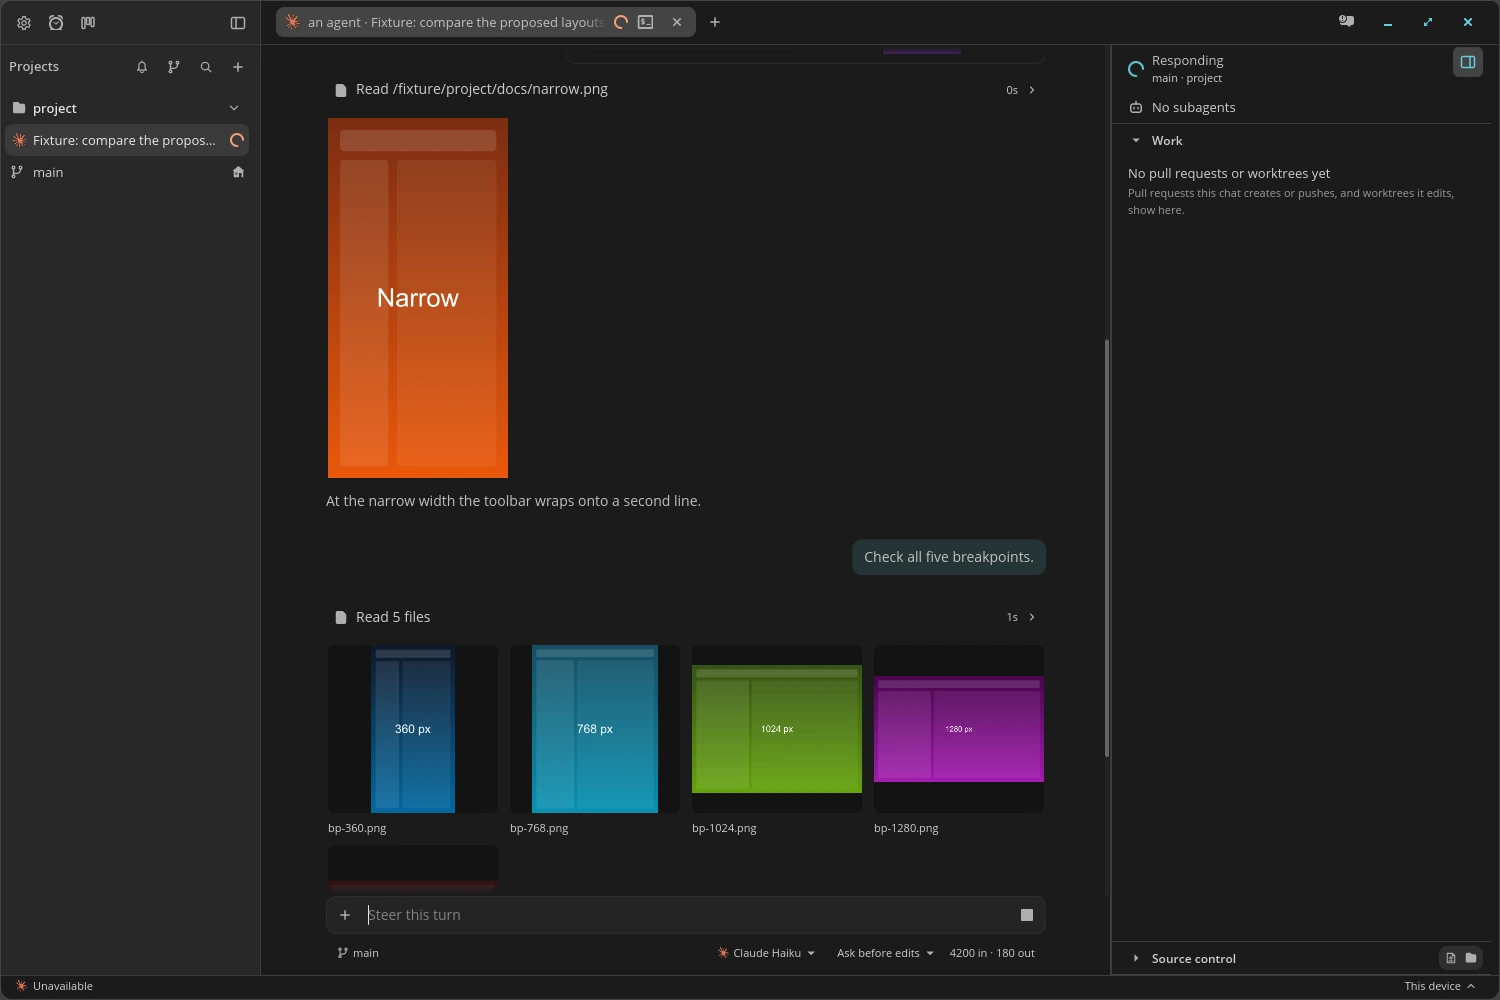 an agent · Fixture: compare the proposed layouts
Projects
project
Fixture: compare the propos...
main
Read /fixture/project/docs/narrow.png
0s
Narrow
At the narrow width the toolbar wraps onto a second line.
Check all five breakpoints.
Read 5 files
1s
360 px
768 px
1024 px
1280 px
bp-360.png
bp-768.png
bp-1024.png
bp-1280.png
Steer this turn
main
Claude Haiku
Ask before edits
4200 in · 180 out
Responding
main · project
No subagents
Work
No pull requests or worktrees yet
Pull requests this chat creates or pushes, and worktrees it edits,
show here.
Source control
Unavailable
This device